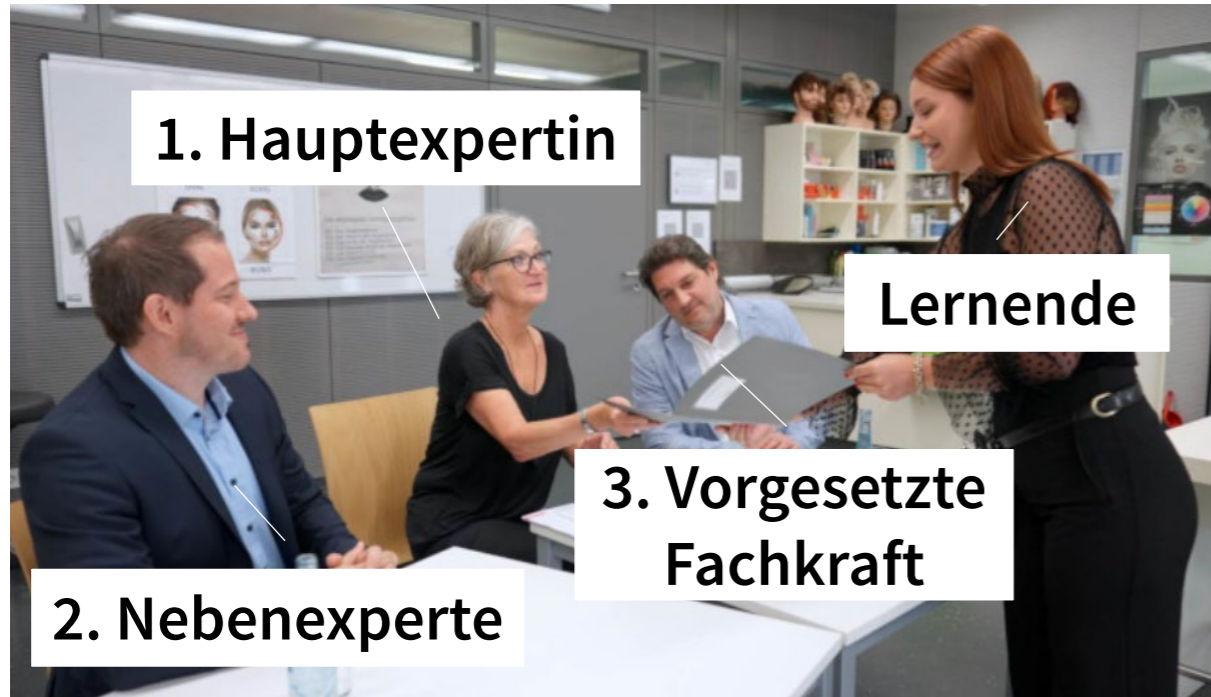 1. Hauptexpertin
Lernende
3. Vorgesetzte
Fachkraft
2. Nebenexperte